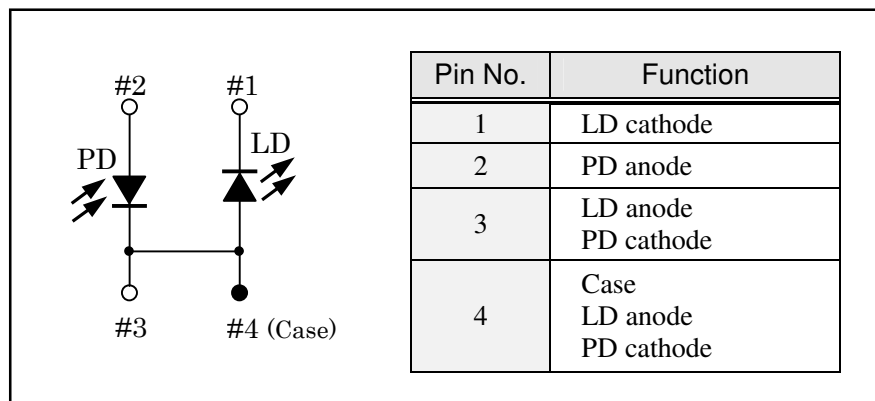 #2 #1
PD LD
#3 #4 (Case)
Pin No. Function
1 LD cathode
2 PD anode
3 LD anode
PD cathode
4 Case
LD anode
PD cathode